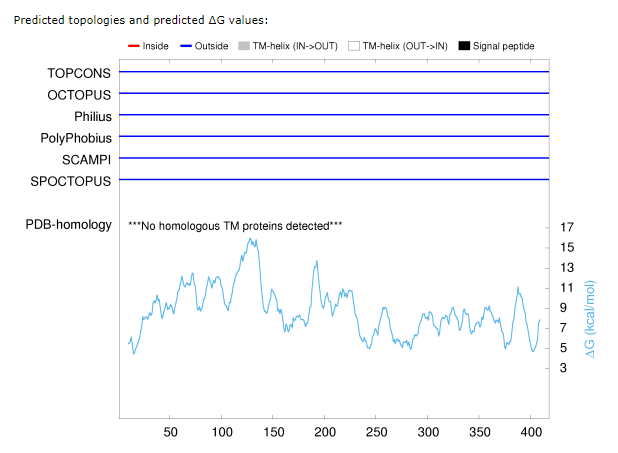 Predicted topologies and predicted ΔG values:
Inside Outside TM-helix (IN->OUT) TM-helix (OUT->IN) Signal peptide
TOPCONS
OCTOPUS
Philius
PolyPhobius
SCAMPI
SPOCTOPUS
PDB-homology ***No homologous TM proteins detected***
17
15
13
11
9
7
5
3
ΔG (kcal/mol)
50 100 150 200 250 300 350 400